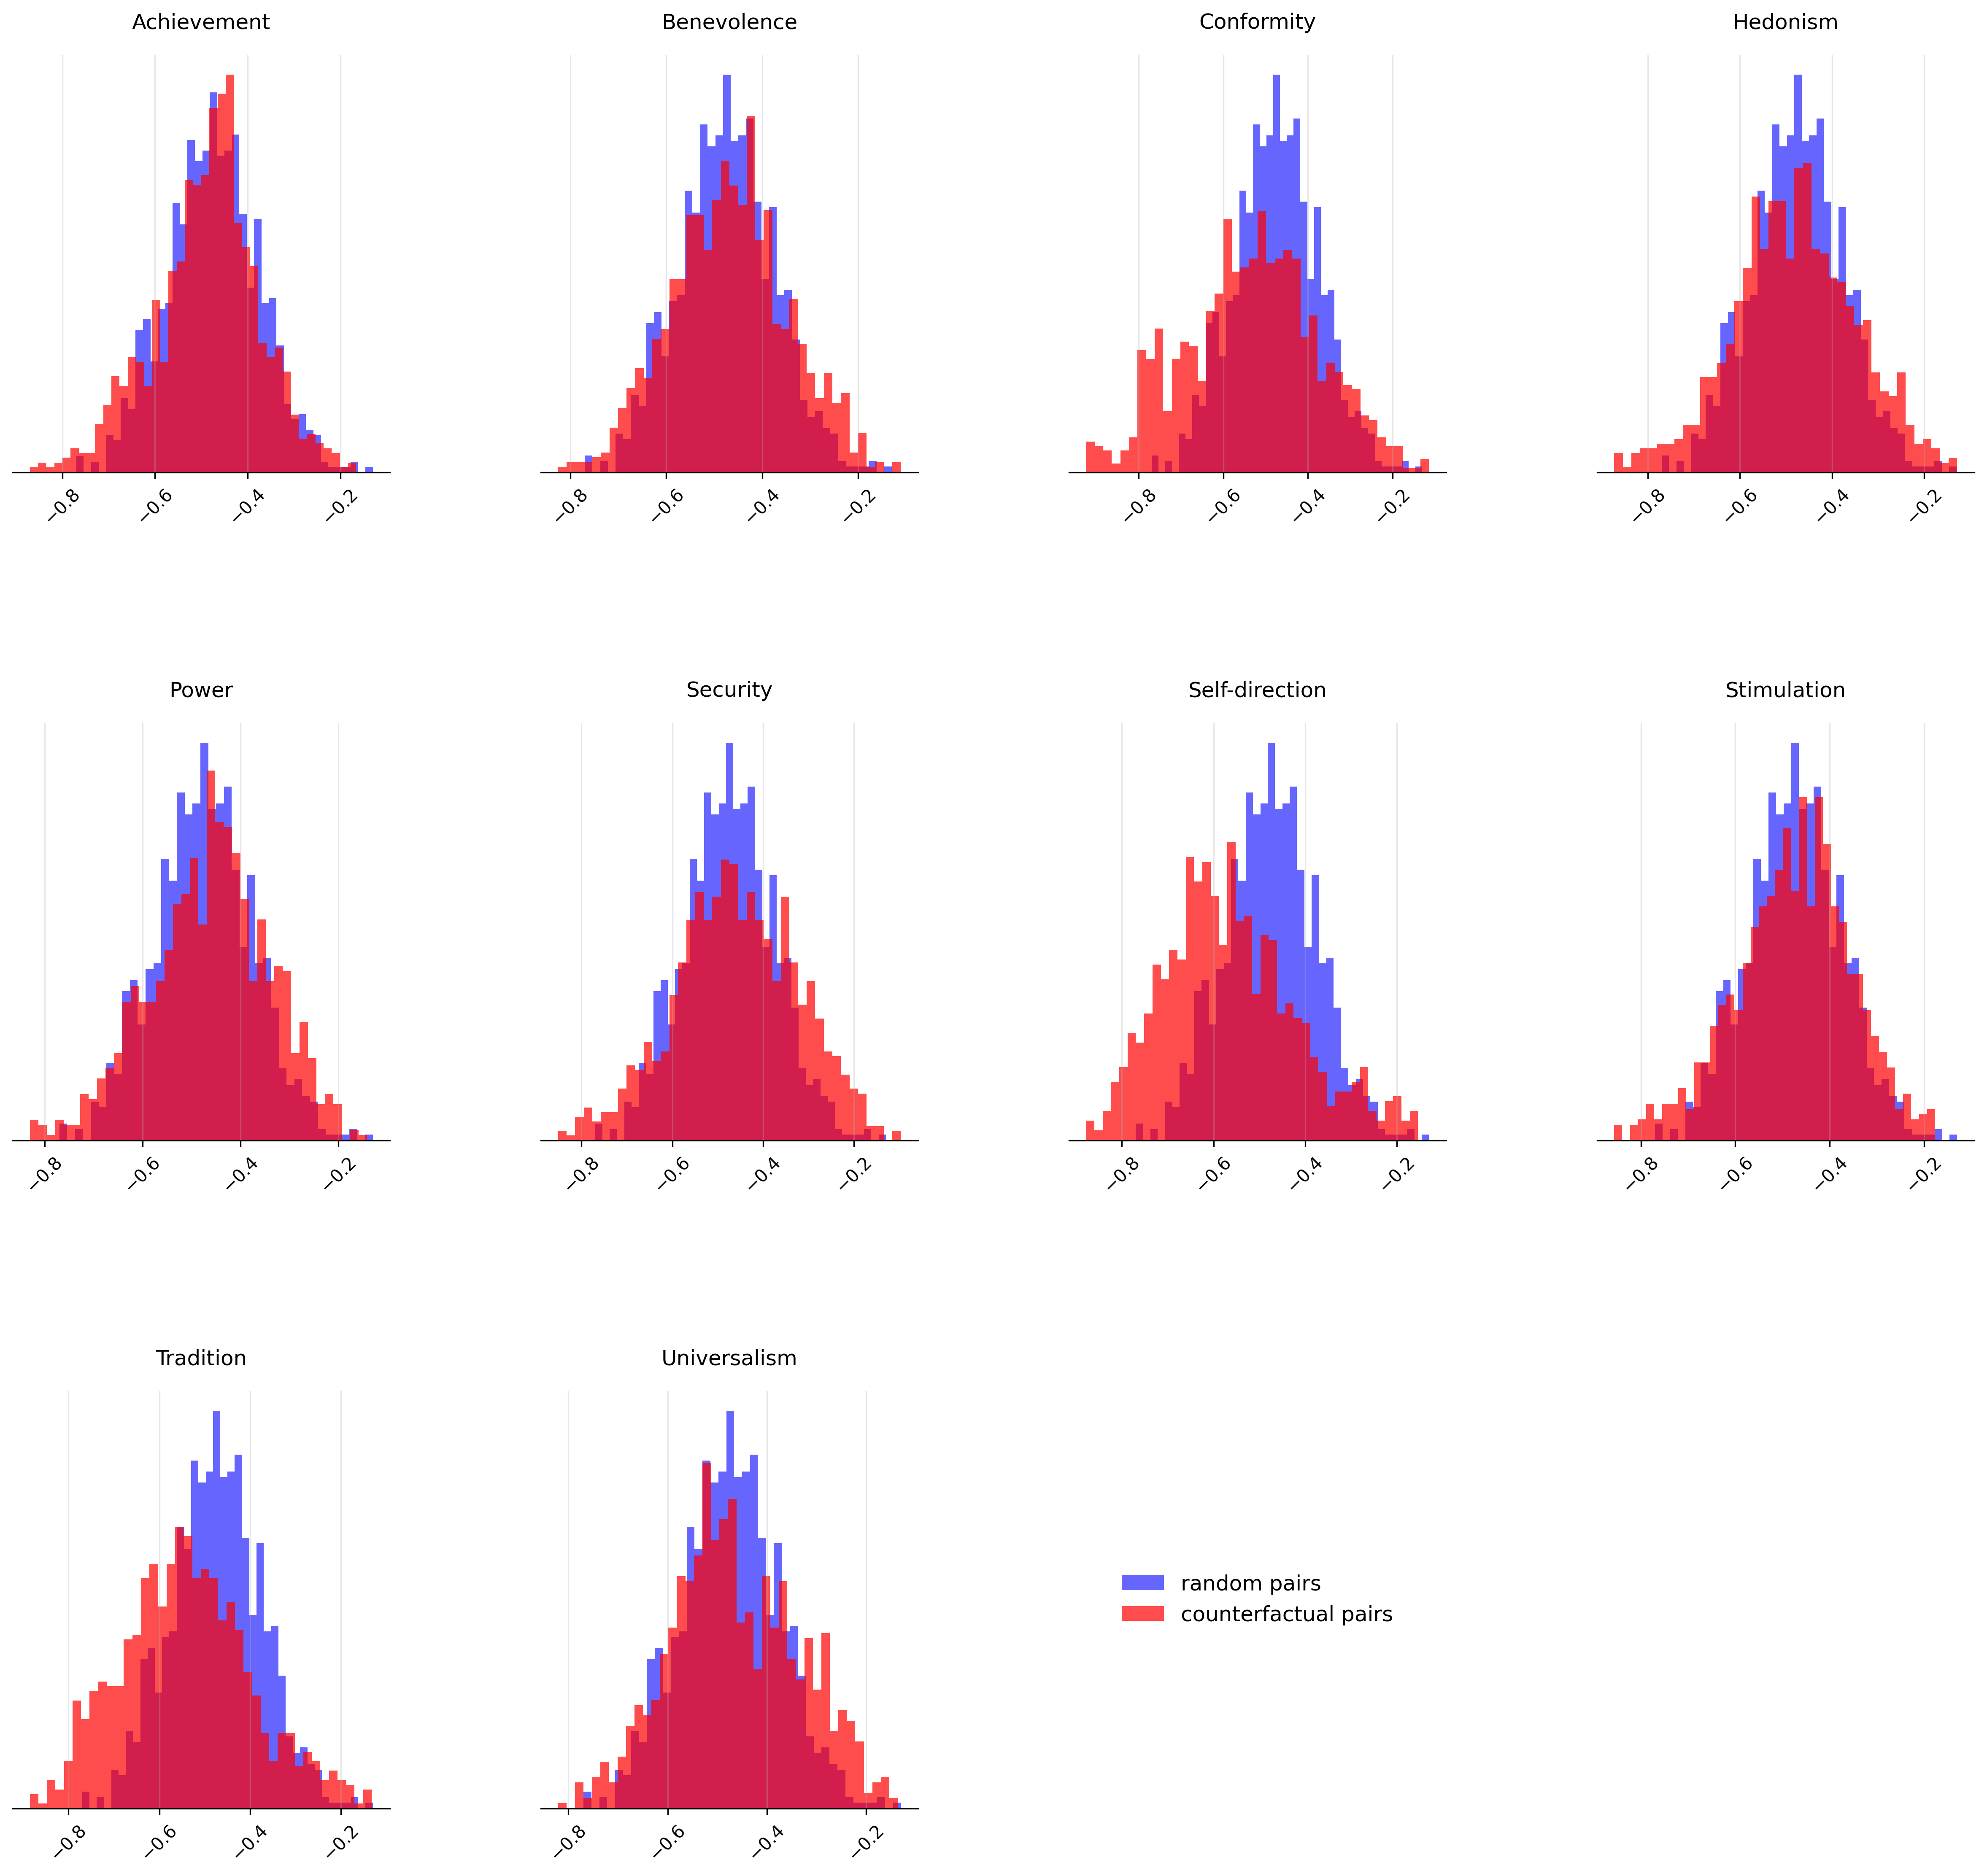 Achievement Benevolence Conformity Hedonism
−0.8 −0.6 −0.4 −0.2 −0.8 −0.6 −0.4 −0.2 −0.8 −0.6 −0.4 −0.2 −0.8 −0.6 −0.4 −0.2
Power Security Self-direction Stimulation
−0.8 −0.6 −0.4 −0.2 −0.8 −0.6 −0.4 −0.2 −0.8 −0.6 −0.4 −0.2 −0.8 −0.6 −0.4 −0.2
Tradition Universalism
random pairs
counterfactual pairs
−0.8 −0.6 −0.4 −0.2 −0.8 −0.6 −0.4 −0.2